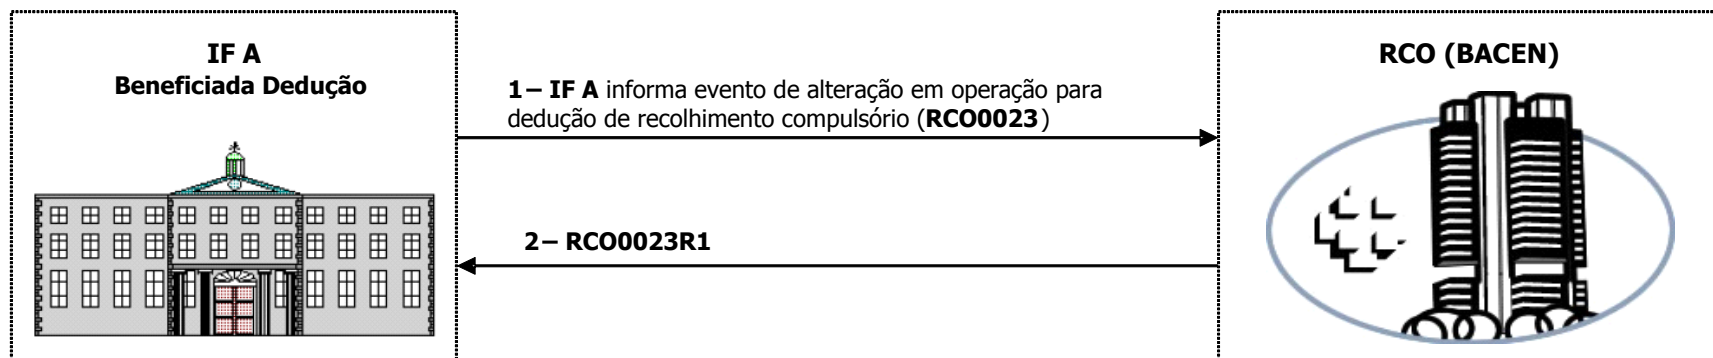 IF A
Beneficiada Dedução
1– IF A informa evento de alteração em operação para
dedução de recolhimento compulsório (RCO0023)
2– RCO0023R1
RCO (BACEN)